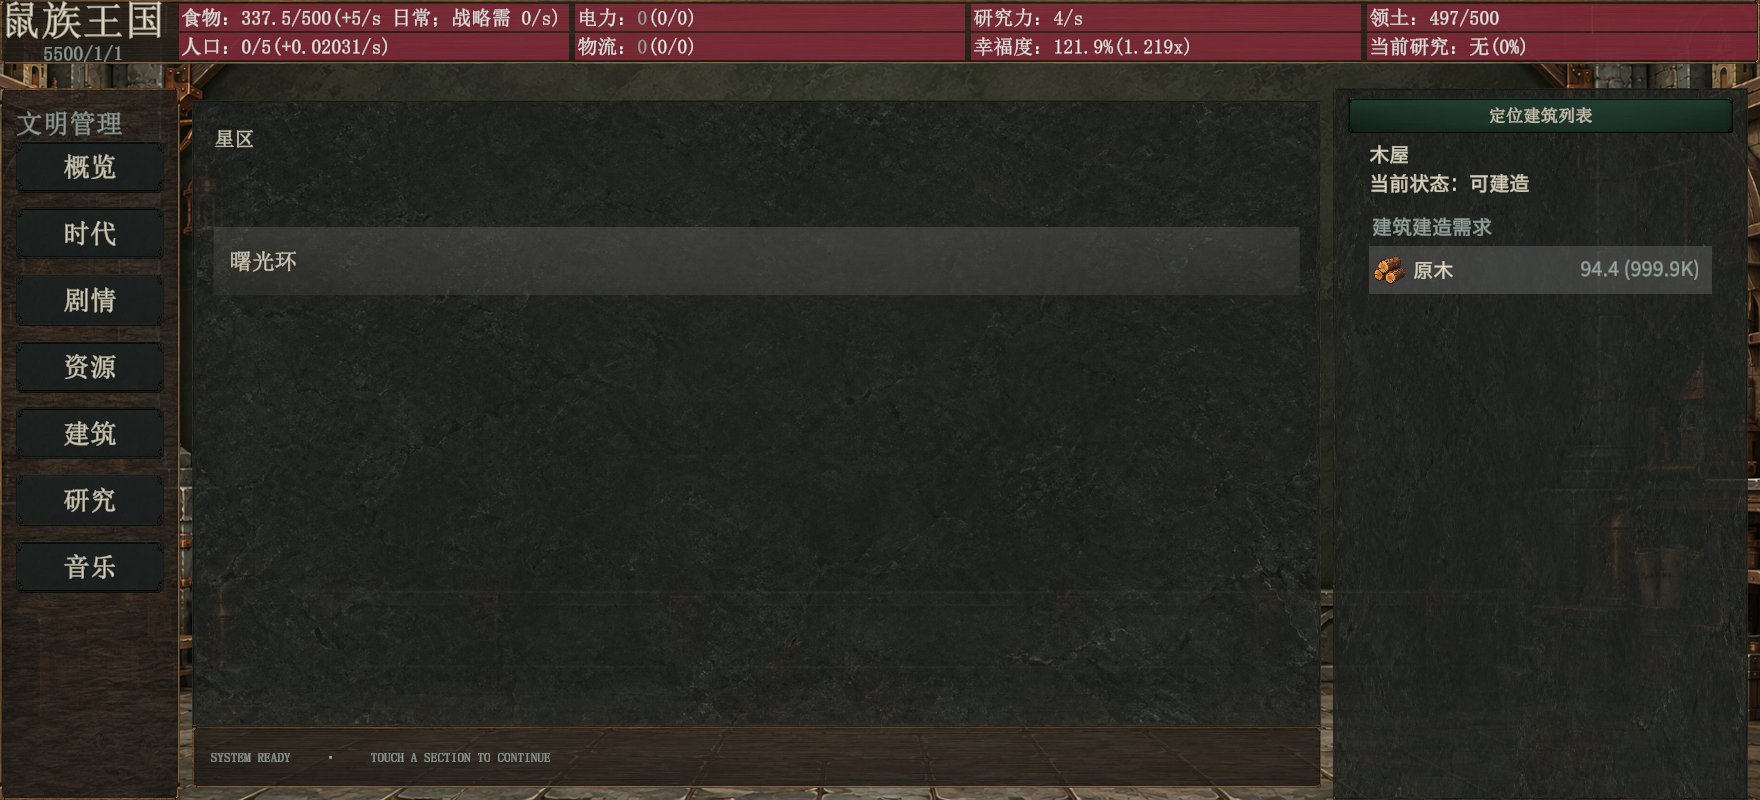 鼠族王国
5500/1/1
食物: 337.5/500(+5/s 日常; 战略需 0/s)
电力: 0(0/0)
研究力: 4/s
领土: 497/500
人口: 0/5(+0.02031/s)
物流: 0(0/0)
幸福度: 121.9%(1.219x)
当前研究: 无(0%)
文明管理
概览
时代
剧情
资源
建筑
研究
音乐
星区
曙光环
SYSTEM READY · TOUCH A SECTION TO CONTINUE
定位建筑列表
木屋
当前状态: 可建造
建筑建造需求
原木 94.4 (999.9K)